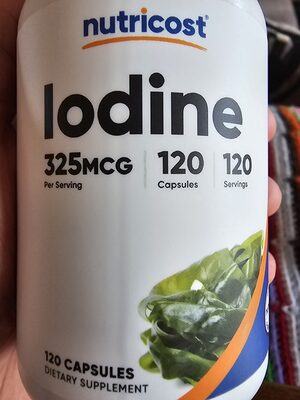 nutricost®
Iodine
325MCG 120 120
Per Serving Capsules Servings
120 CAPSULES
DIETARY SUPPLEMENT